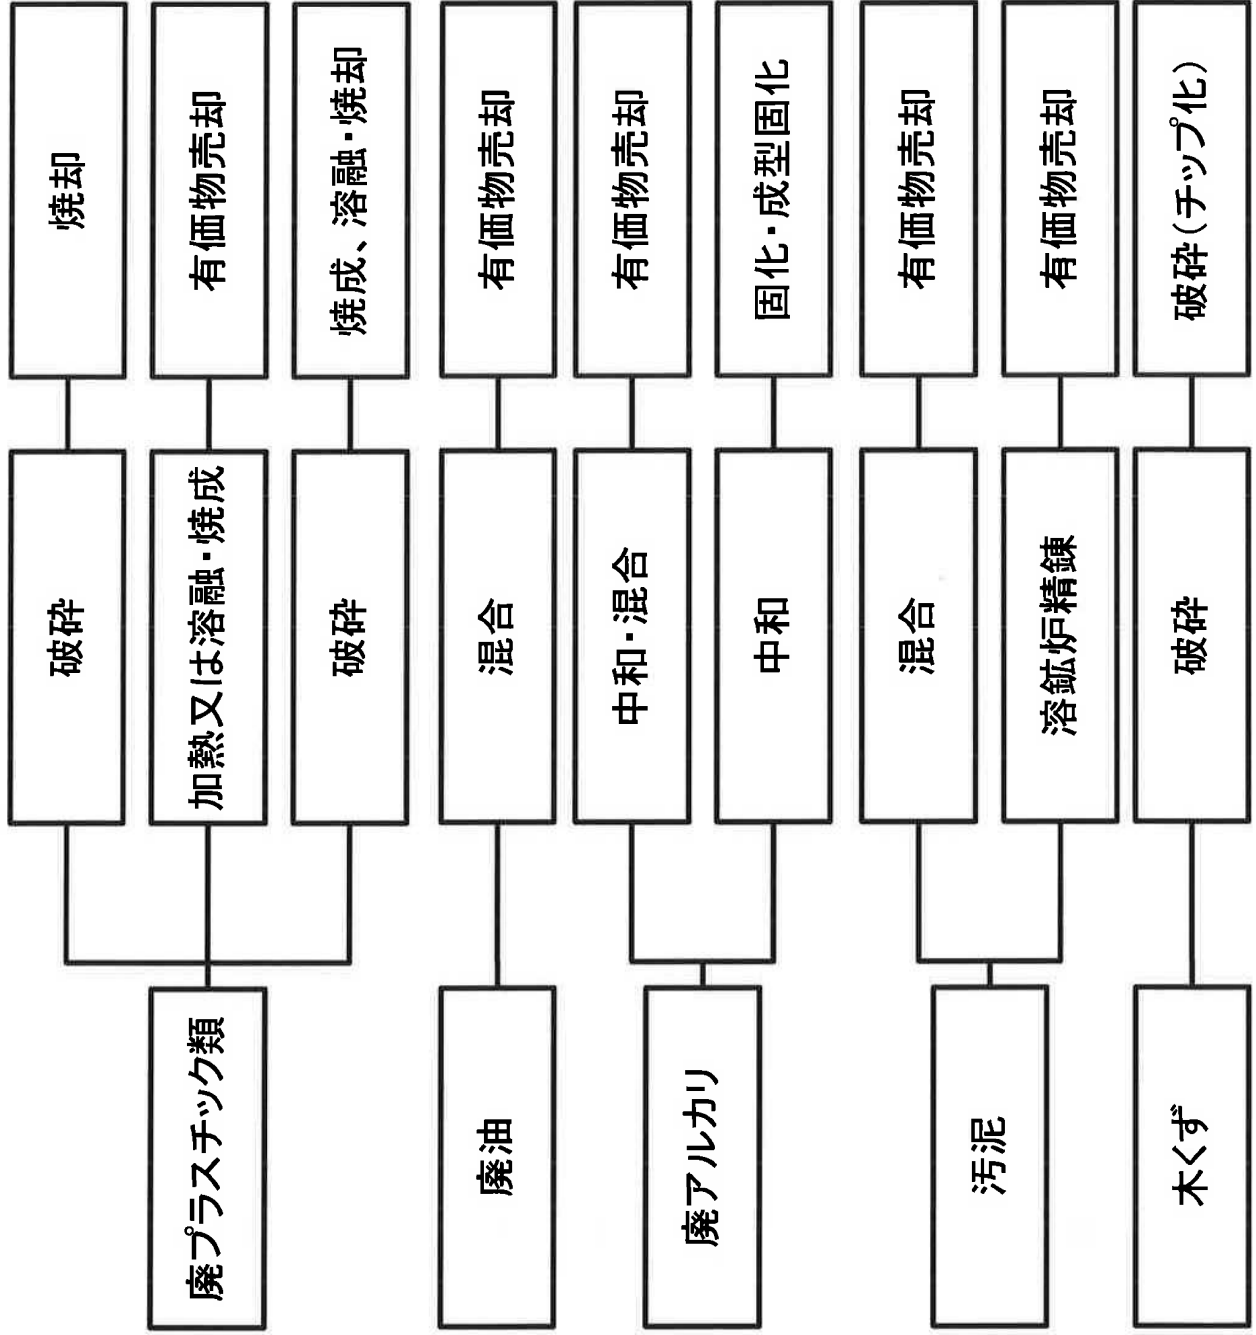 廃プラスチック類
破砕
焼却
加熱又は溶融・焼成
有価物売却
破砕
焼成、溶融・焼却
廃油
混合
有価物売却
廃アルカリ
中和・混合
有価物売却
中和
固化・成型固化
汚泥
混合
有価物売却
溶鉱炉精錬
有価物売却
木くず
破砕
破砕(チップ化)